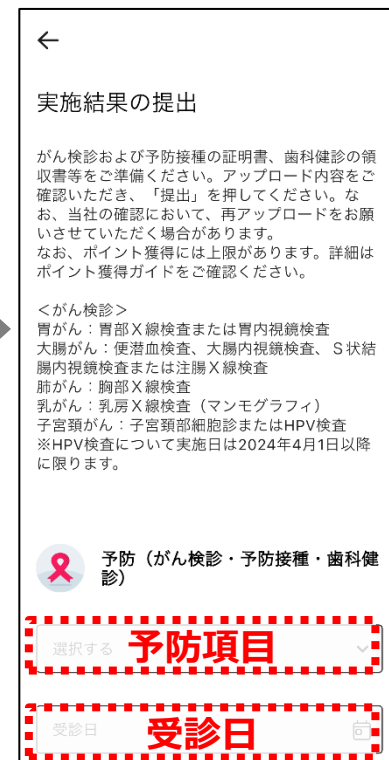 実施結果の提出
がん検診および予防接種の証明書、歯科健診の領
収書等をご準備ください。アップロード内容をご
確認いただき、「提出」を押してください。な
お、当社の確認において、再アップロードをお願
いさせていただく場合があります。
なお、ポイント獲得には上限があります。詳細は
ポイント獲得ガイドをご確認ください。
＜がん検診＞
胃がん：胃部Ｘ線検査または胃内視鏡検査
大腸がん：便潜血検査、大腸内視鏡検査、Ｓ状結
腸内視鏡検査または注腸Ｘ線検査
肺がん：胸部Ｘ線検査
乳がん：乳房Ｘ線検査（マンモグラフィ）
子宮頚がん：子宮頚部細胞診またはHPV検査
※HPV検査について実施日は2024年4月1日以降
に限ります。
予防（がん検診・予防接種・歯科健
診）
選択する 予防項目
受診日 受診日